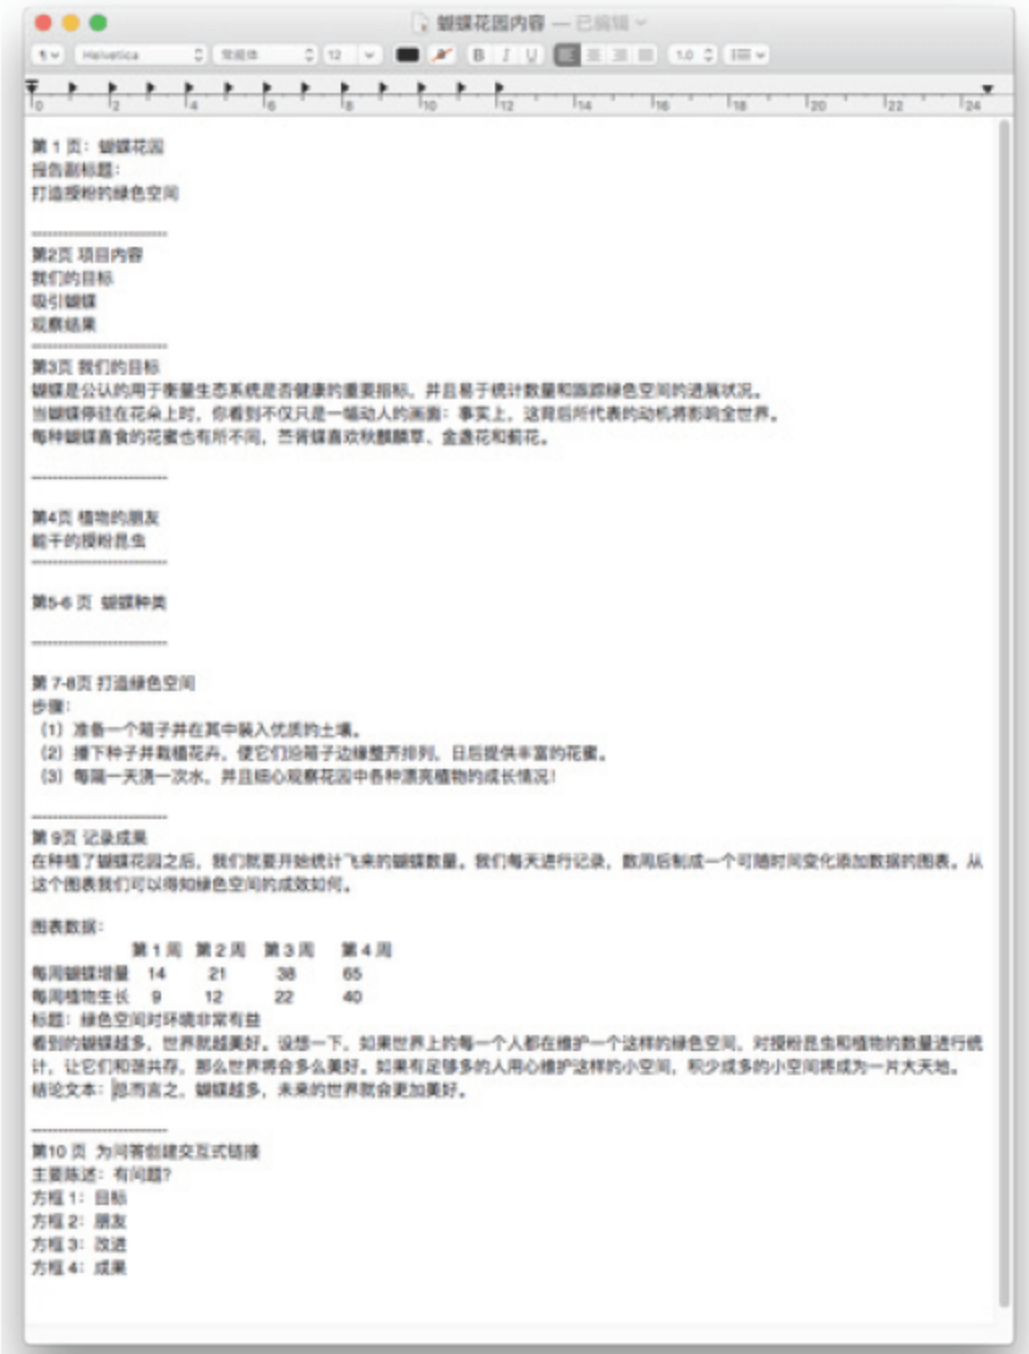 蝴蝶花园内容 — 已编辑
Helvetica 常规体 12 B I U 1.0
0 2 4 6 8 10 12 14 16 18 20 22 24
第 1 页：蝴蝶花园
报告副标题：
打造授粉的绿色空间
--------------------------------
第2页 项目内容
我们的目标
吸引蝴蝶
观察结果
--------------------------------
第3页 我们的目标
蝴蝶是公认的用于衡量生态系统是否健康的重要指标，并且易于统计数量和跟踪绿色空间的进展状况。
当蝴蝶停驻在花朵上时，你看到不仅只是一幅动人的画面：事实上，这背后所代表的动机将影响全世界。
每种蝴蝶喜食的花蜜也有所不同，苎胥蝶喜欢秋麒麟草、金盏花和蓟花。
--------------------------------
第4页 植物的朋友
能干的授粉昆虫
--------------------------------
第5-6 页 蝴蝶种类
--------------------------------
第 7-8页 打造绿色空间
步骤：
（1）准备一个箱子并在其中装入优质的土壤。
（2）播下种子并栽植花卉，使它们沿箱子边缘整齐排列，日后提供丰富的花蜜。
（3）每隔一天浇一次水，并且细心观察花园中各种漂亮植物的成长情况！
--------------------------------
第 9页 记录成果
在种植了蝴蝶花园之后，我们就要开始统计飞来的蝴蝶数量。我们每天进行记录，数周后制成一个可随时间变化添加数据的图表。从
这个图表我们可以得知绿色空间的成效如何。
图表数据：
第 1 周 第 2 周 第 3 周 第 4 周
每周蝴蝶增量 14 21 38 65
每周植物生长 9 12 22 40
标题：绿色空间对环境非常有益
看到的蝴蝶越多，世界就越美好。设想一下，如果世界上的每一个人都在维护一个这样的绿色空间，对授粉昆虫和植物的数量进行统
计，让它们和谐共存，那么世界将会多么美好。如果有足够多的人用心维护这样的小空间，积少成多的小空间将成为一片大天地。
结论文本：总而言之，蝴蝶越多，未来的世界就会更加美好。
--------------------------------
第10 页 为问答创建交互式链接
主要陈述：有问题？
方框 1：目标
方框 2：朋友
方框 3：改进
方框 4：成果